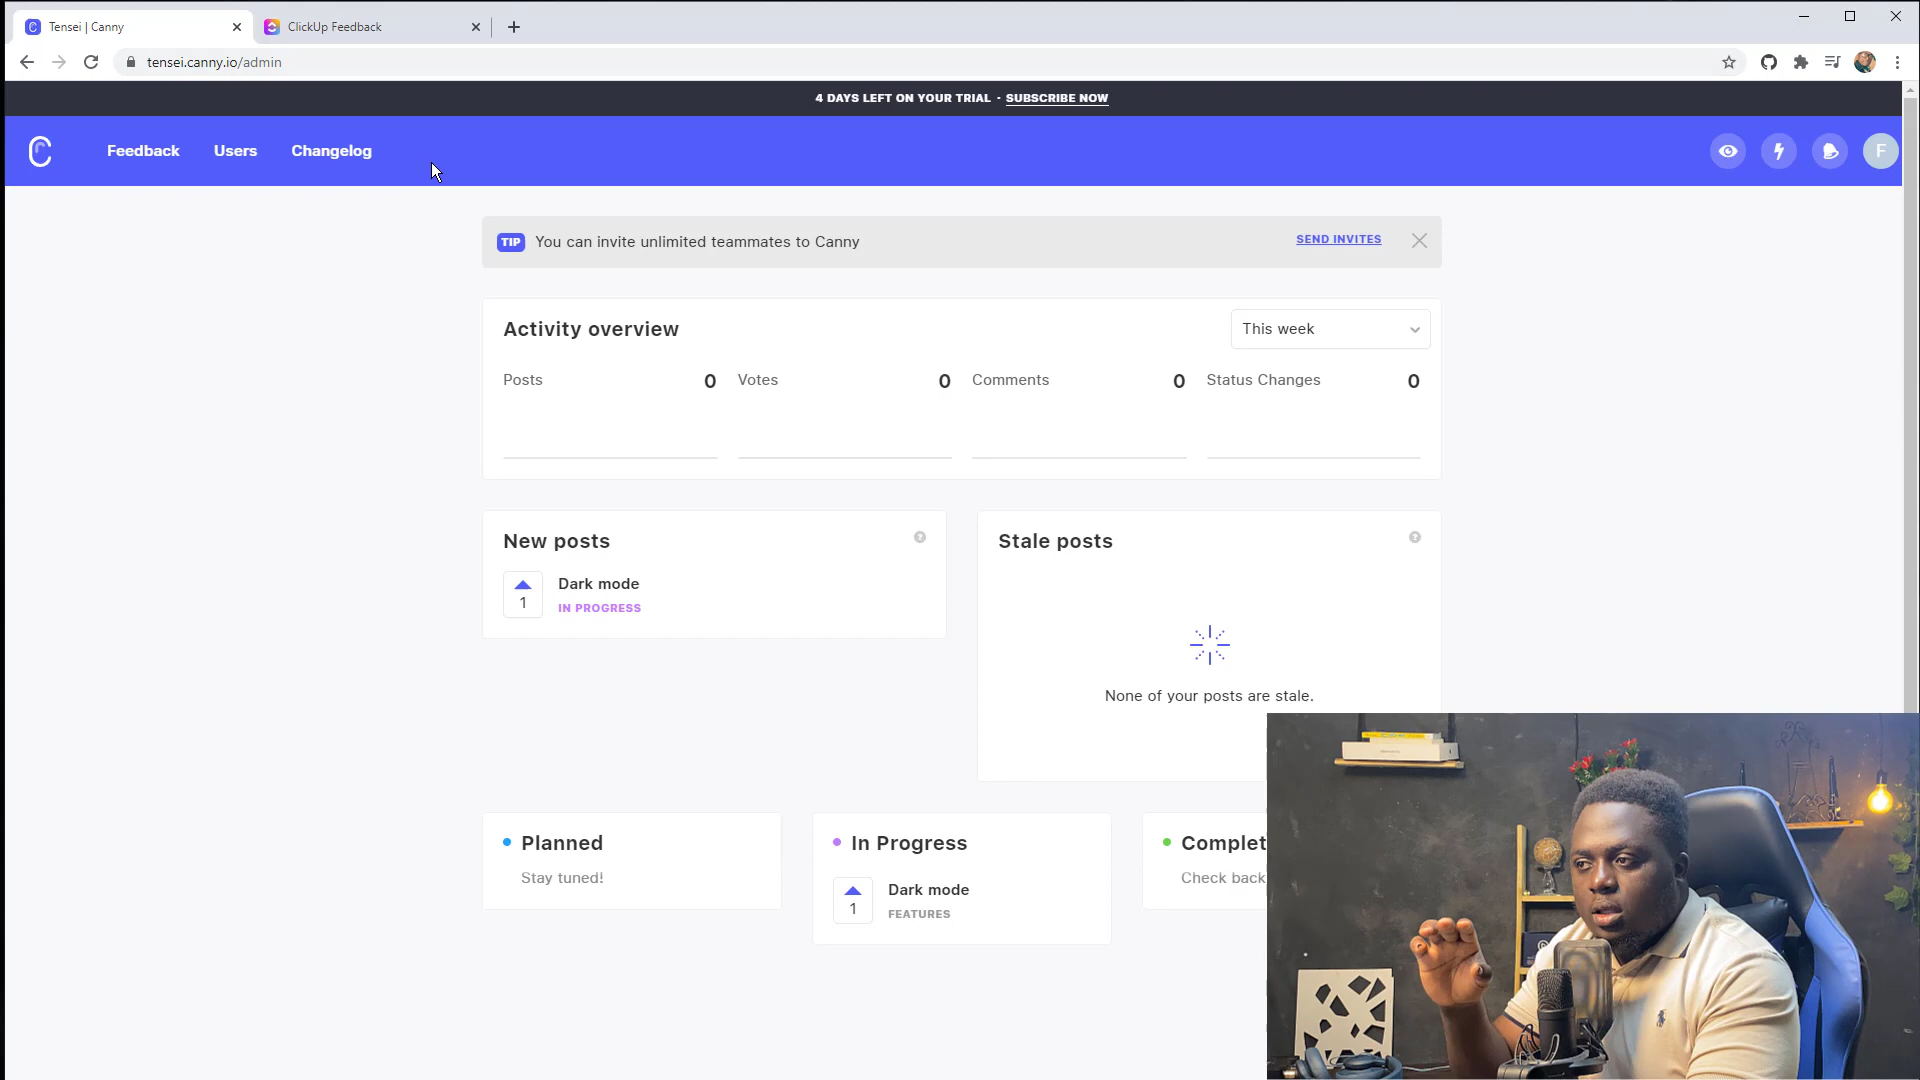 Tensei | Canny
ClickUp Feedback
tensei.canny.io/admin
4 DAYS LEFT ON YOUR TRIAL - SUBSCRIBE NOW
Feedback Users Changelog
F
TIP You can invite unlimited teammates to Canny SEND INVITES
Activity overview This week
Posts 0 Votes 0 Comments 0 Status Changes 0
New posts
?
1 Dark mode
IN PROGRESS
Stale posts
?
None of your posts are stale.
Planned
Stay tuned!
In Progress
1 Dark mode
FEATURES
Complet
Check back